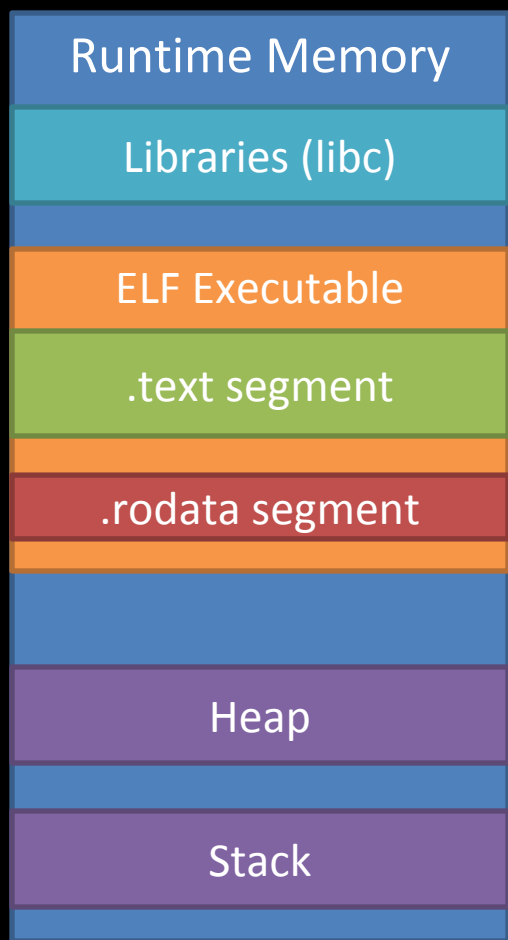 Runtime Memory
Libraries (libc)
ELF Executable
.text segment
.rodata segment
Heap
Stack